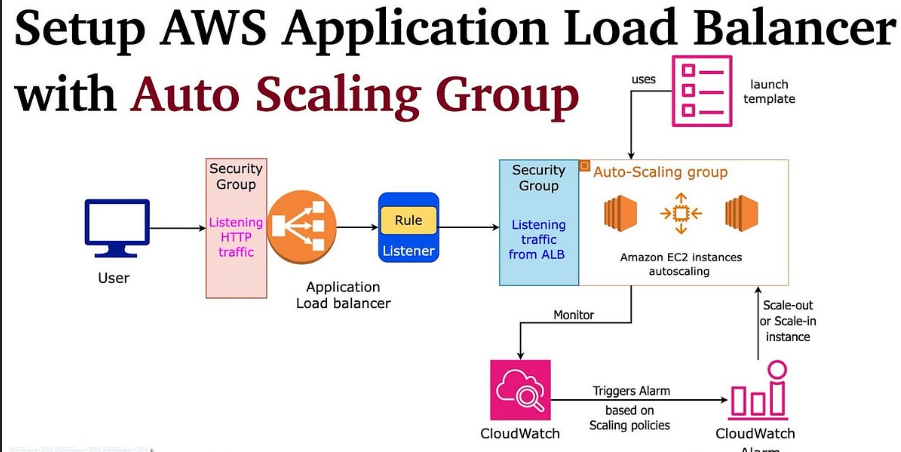 Setup AWS Application Load Balancer
with Auto Scaling Group
uses
launch
template
Security
Group
Listening
HTTP
traffic
User
Application
Load balancer
Rule
Listener
Security
Group
Listening
traffic
from ALB
Auto-Scaling group
Amazon EC2 instances
autoscaling
Monitor
Scale-out
or Scale-in
instance
CloudWatch
Triggers Alarm
based on
Scaling policies
CloudWatch
Alarm